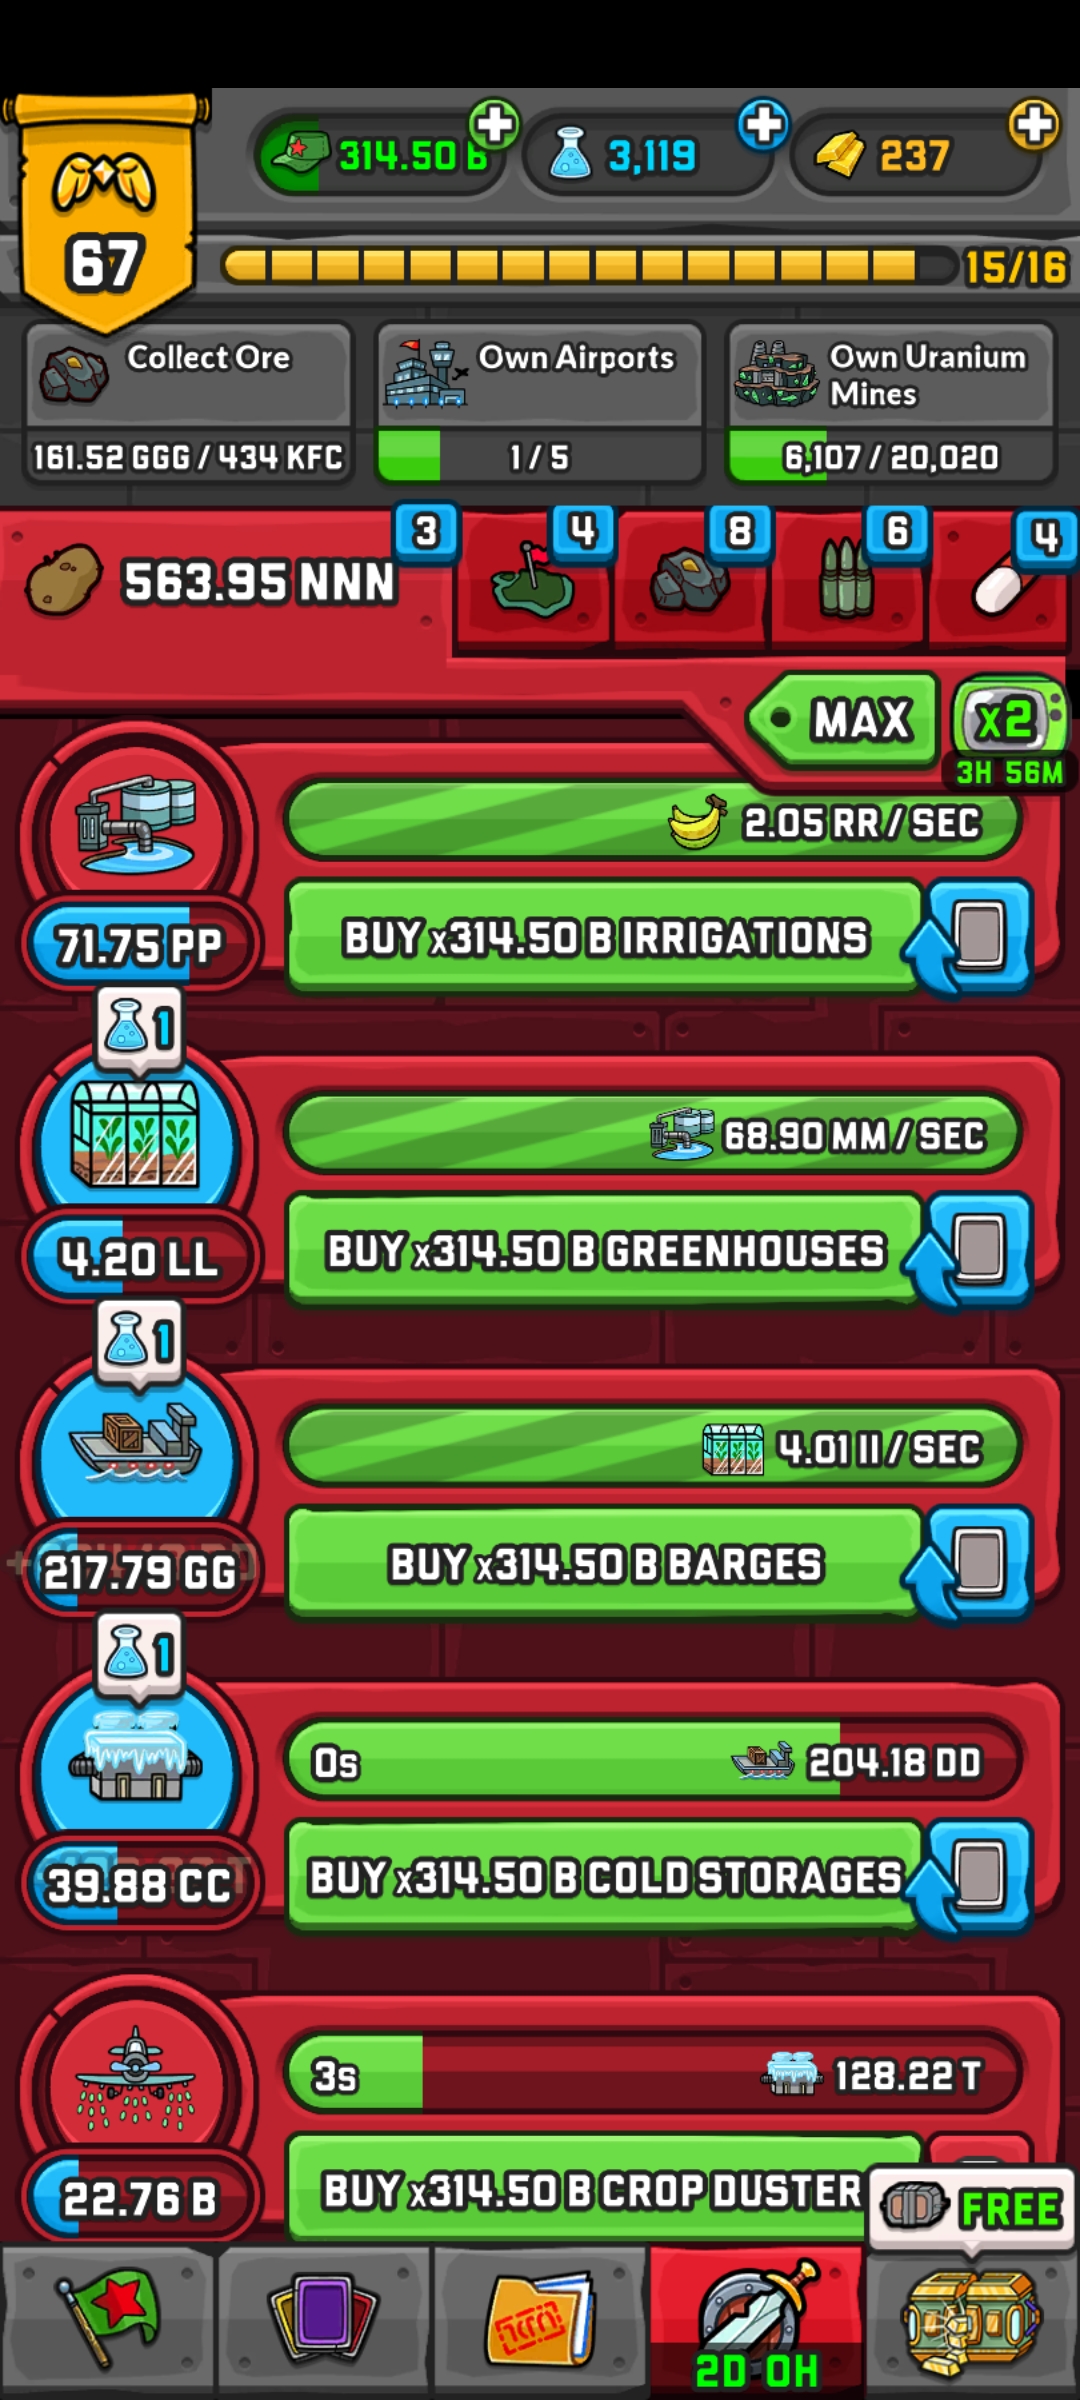 314.50 B
3,119
237
67
15/16
Collect Ore
161.52 GGG / 434 KFC
Own Airports
1 / 5
Own Uranium
Mines
6,107 / 20,020
563.95 NNN
3
4
8
6
4
MAX
x2
3H 56M
2.05 RR / SEC
71.75 PP
BUY x314.50 B IRRIGATIONS
1
68.90 MM / SEC
4.20 LL
BUY x314.50 B GREENHOUSES
1
4.01 II / SEC
217.79 GG
BUY x314.50 B BARGES
1
0s
204.18 DD
39.88 CC
BUY x314.50 B COLD STORAGES
3s
128.22 T
22.76 B
BUY x314.50 B CROP DUSTER
FREE
2D 0H